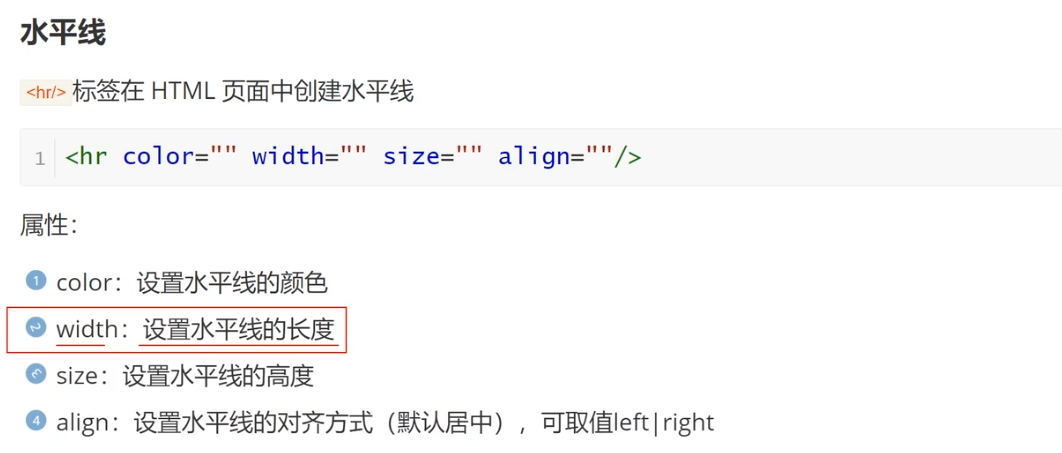 水平线
<hr/>标签在 HTML 页面中创建水平线
1 <hr color="" width="" size="" align=""/>
属性：
1 color：设置水平线的颜色
2 width：设置水平线的长度
3 size：设置水平线的高度
4 align：设置水平线的对齐方式（默认居中），可取值left|right